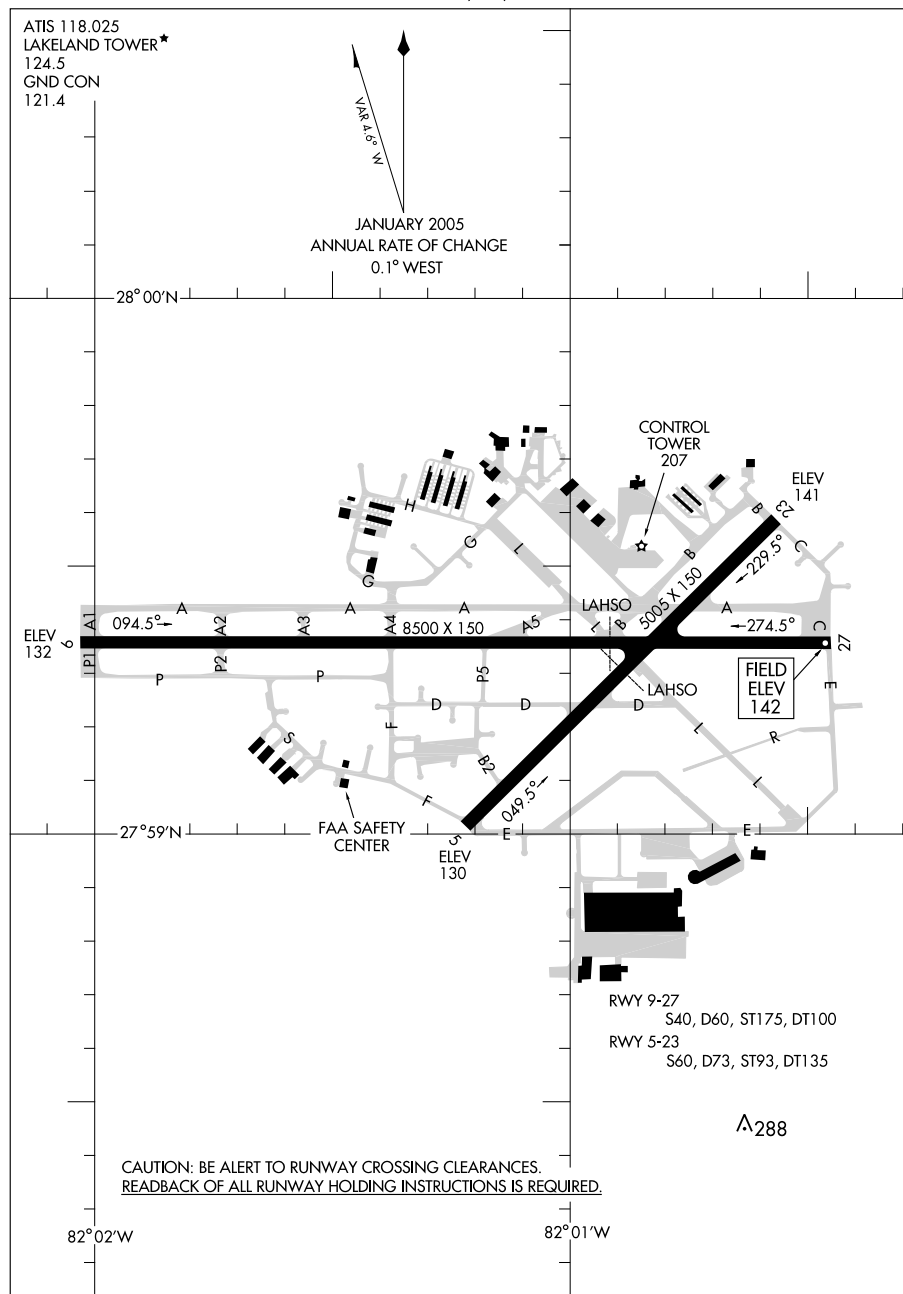 ATIS 118.025
LAKELAND TOWER★
124.5
GND CON
121.4
VAR 4.6° W
JANUARY 2005
ANNUAL RATE OF CHANGE
0.1° WEST
28°00'N
CONTROL
TOWER
207
ELEV
141
23
B
C
H
G
L
B
229.5°
G
5005 X 150
LAHSO
A
A
A
A
A1
094.5°
A2
A3
A4
8500 X 150
A5
L
B
274.5°
C
ELEV
132
9
27
P1
P2
P5
P
P
LAHSO
FIELD
ELEV
142
E
D
D
D
F
L
R
S
B2
049.5°
L
F
FAA SAFETY
CENTER
27°59'N
5
E
E
ELEV
130
RWY 9-27
S40, D60, ST175, DT100
RWY 5-23
S60, D73, ST93, DT135
288
CAUTION: BE ALERT TO RUNWAY CROSSING CLEARANCES.
READBACK OF ALL RUNWAY HOLDING INSTRUCTIONS IS REQUIRED.
82°02'W
82°01'W